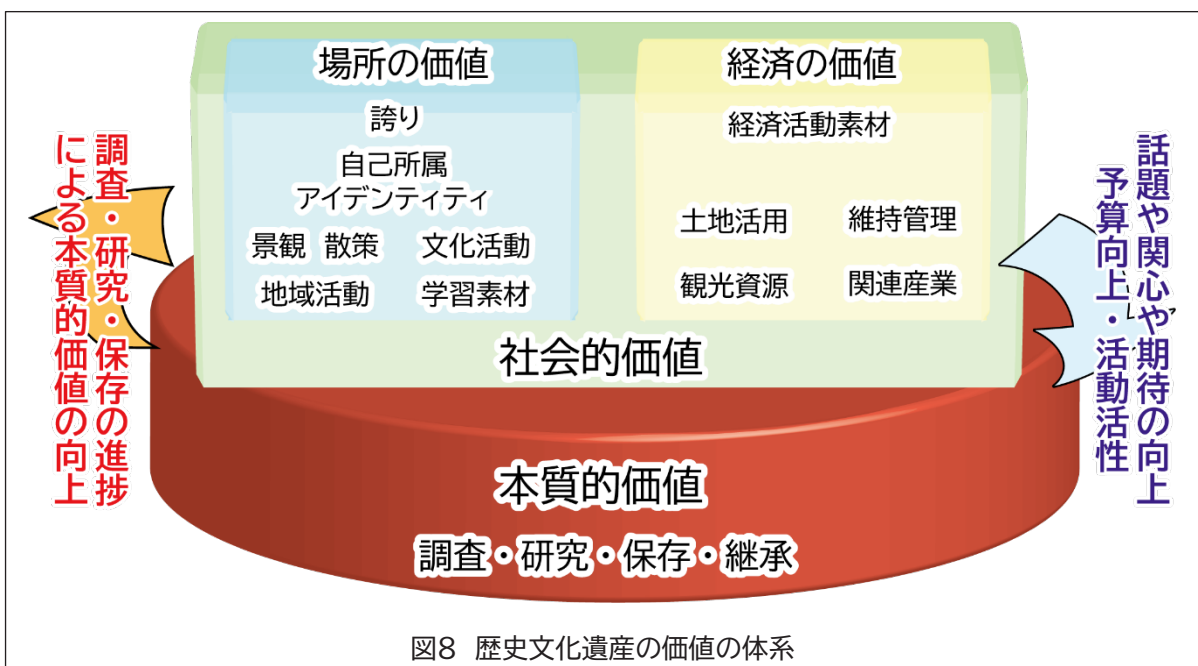 場所の価値
誇り
自己所属
アイデンティティ
景観 散策 文化活動
地域活動 学習素材
経済の価値
経済活動素材
土地活用 維持管理
観光資源 関連産業
社会的価値
本質的価値
調査・研究・保存・継承
調査・研究・保存の進捗
による本質的価値の向上
話題や関心や期待の向上
予算向上・活動活性
図8 歴史文化遺産の価値の体系